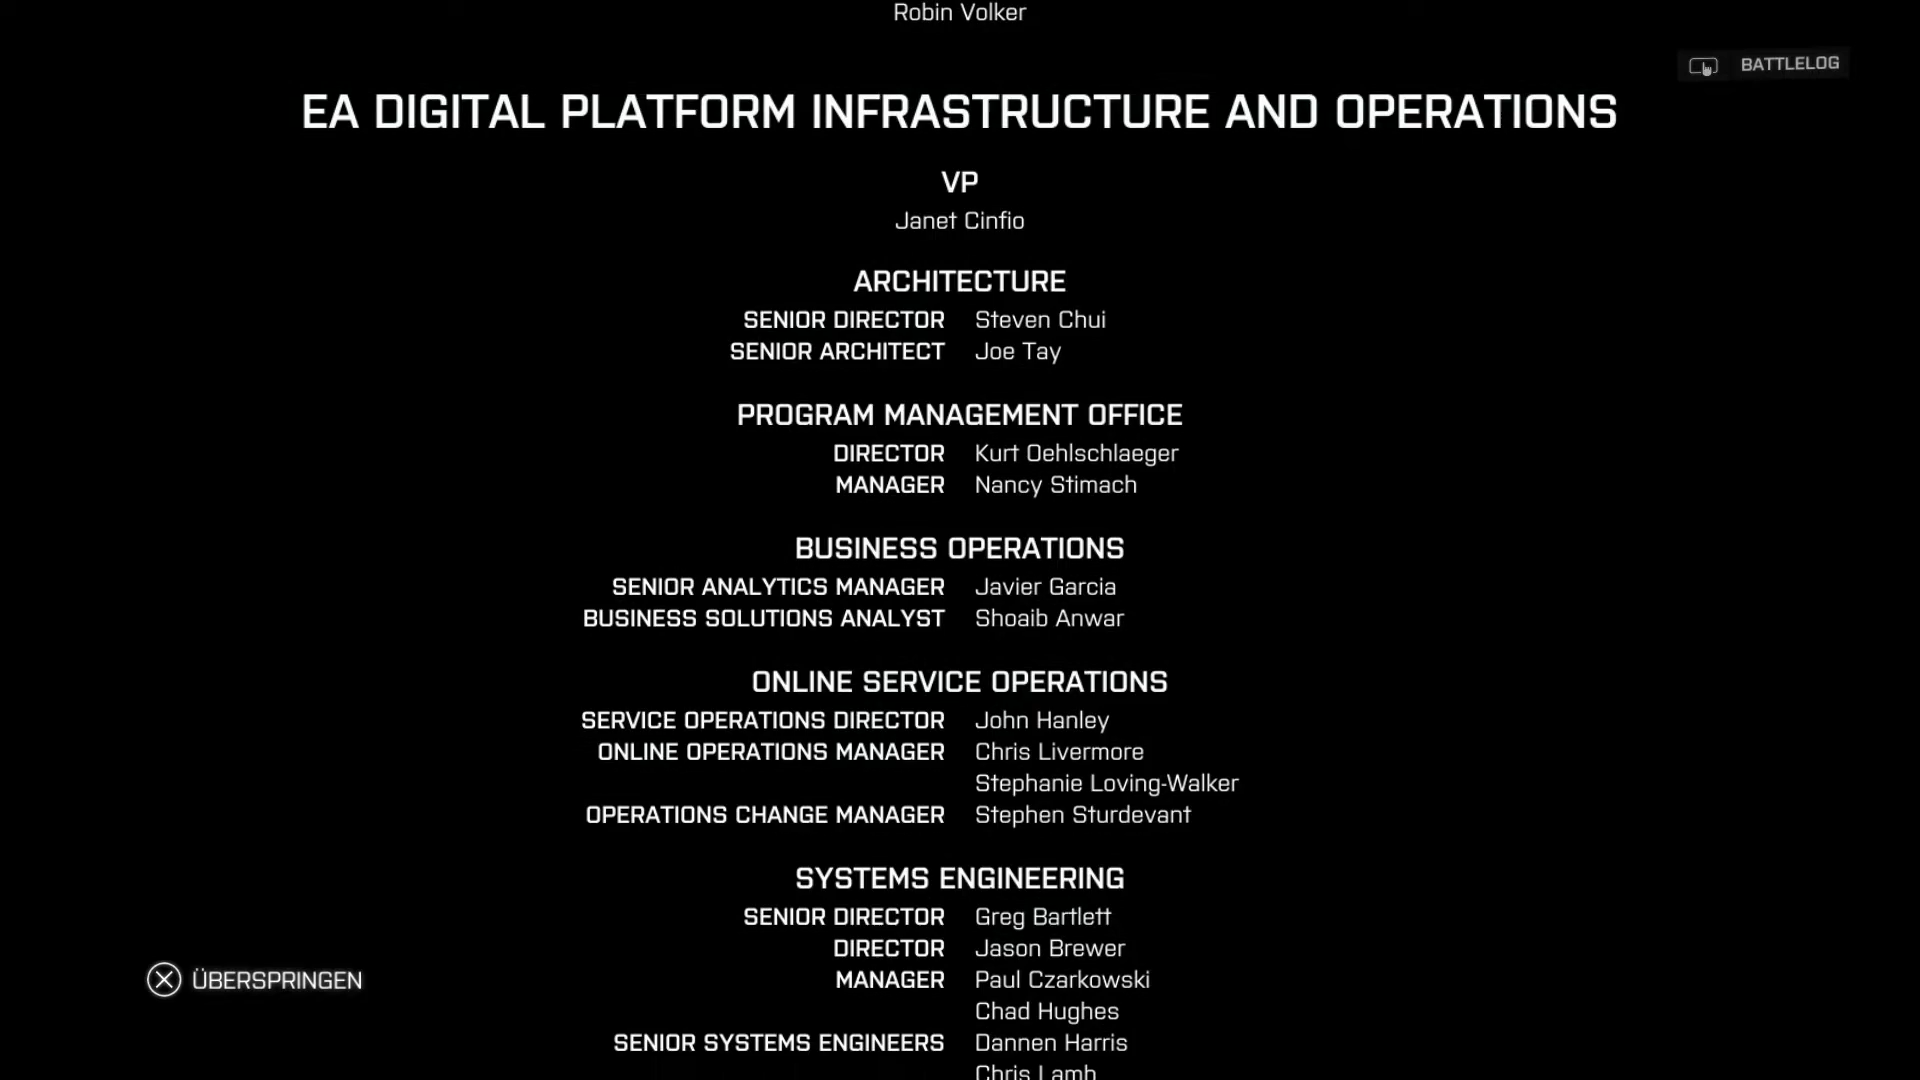 Robin Volker
BATTLELOG
EA DIGITAL PLATFORM INFRASTRUCTURE AND OPERATIONS
VP
Janet Cinfio
ARCHITECTURE
SENIOR DIRECTOR Steven Chui
SENIOR ARCHITECT Joe Tay
PROGRAM MANAGEMENT OFFICE
DIRECTOR Kurt Oehlschlaeger
MANAGER Nancy Stimach
BUSINESS OPERATIONS
SENIOR ANALYTICS MANAGER Javier Garcia
BUSINESS SOLUTIONS ANALYST Shoaib Anwar
ONLINE SERVICE OPERATIONS
SERVICE OPERATIONS DIRECTOR John Hanley
ONLINE OPERATIONS MANAGER Chris Livermore
Stephanie Loving-Walker
OPERATIONS CHANGE MANAGER Stephen Sturdevant
SYSTEMS ENGINEERING
SENIOR DIRECTOR Greg Bartlett
DIRECTOR Jason Brewer
MANAGER Paul Czarkowski
ÜBERSPRINGEN
Chad Hughes
SENIOR SYSTEMS ENGINEERS Dannen Harris
Chris Lamb